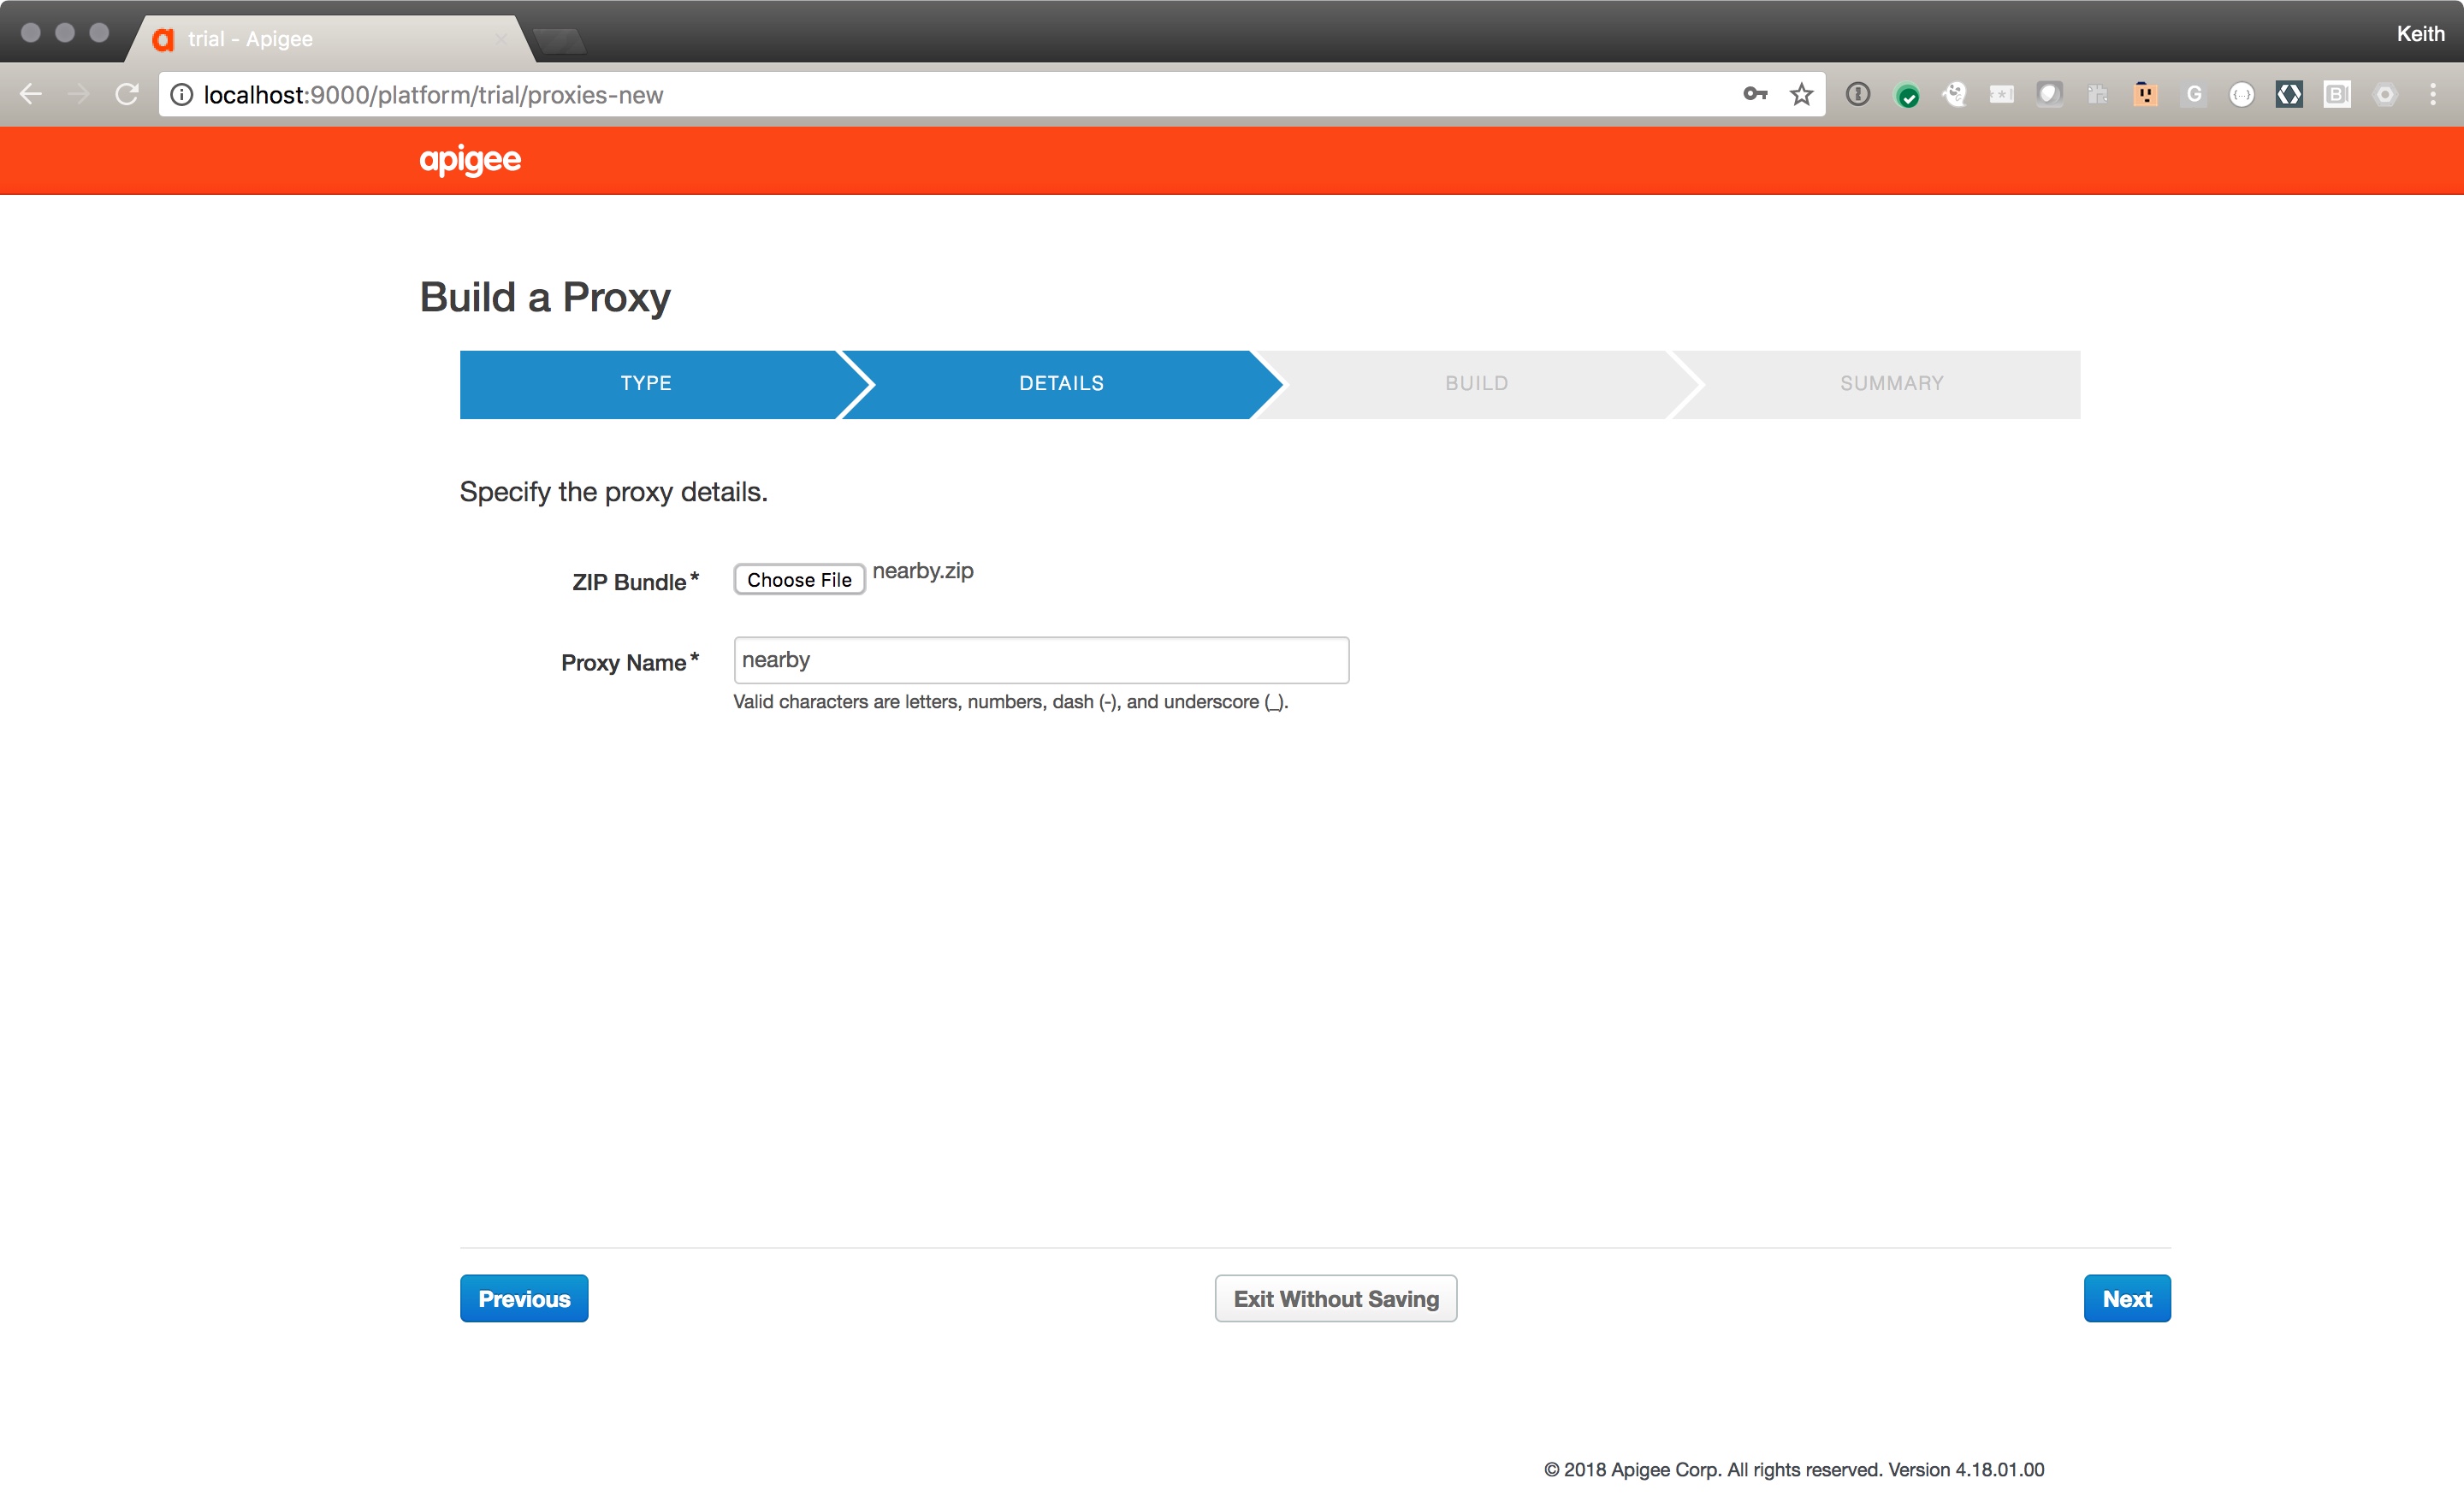 trial - Apigee
Keith
localhost:9000/platform/trial/proxies-new
apigee
Build a Proxy
TYPE
DETAILS
BUILD
SUMMARY
Specify the proxy details.
ZIP Bundle*
Choose File
nearby.zip
Proxy Name*
nearby
Valid characters are letters, numbers, dash (-), and underscore (_).
Previous
Exit Without Saving
Next
© 2018 Apigee Corp. All rights reserved. Version 4.18.01.00